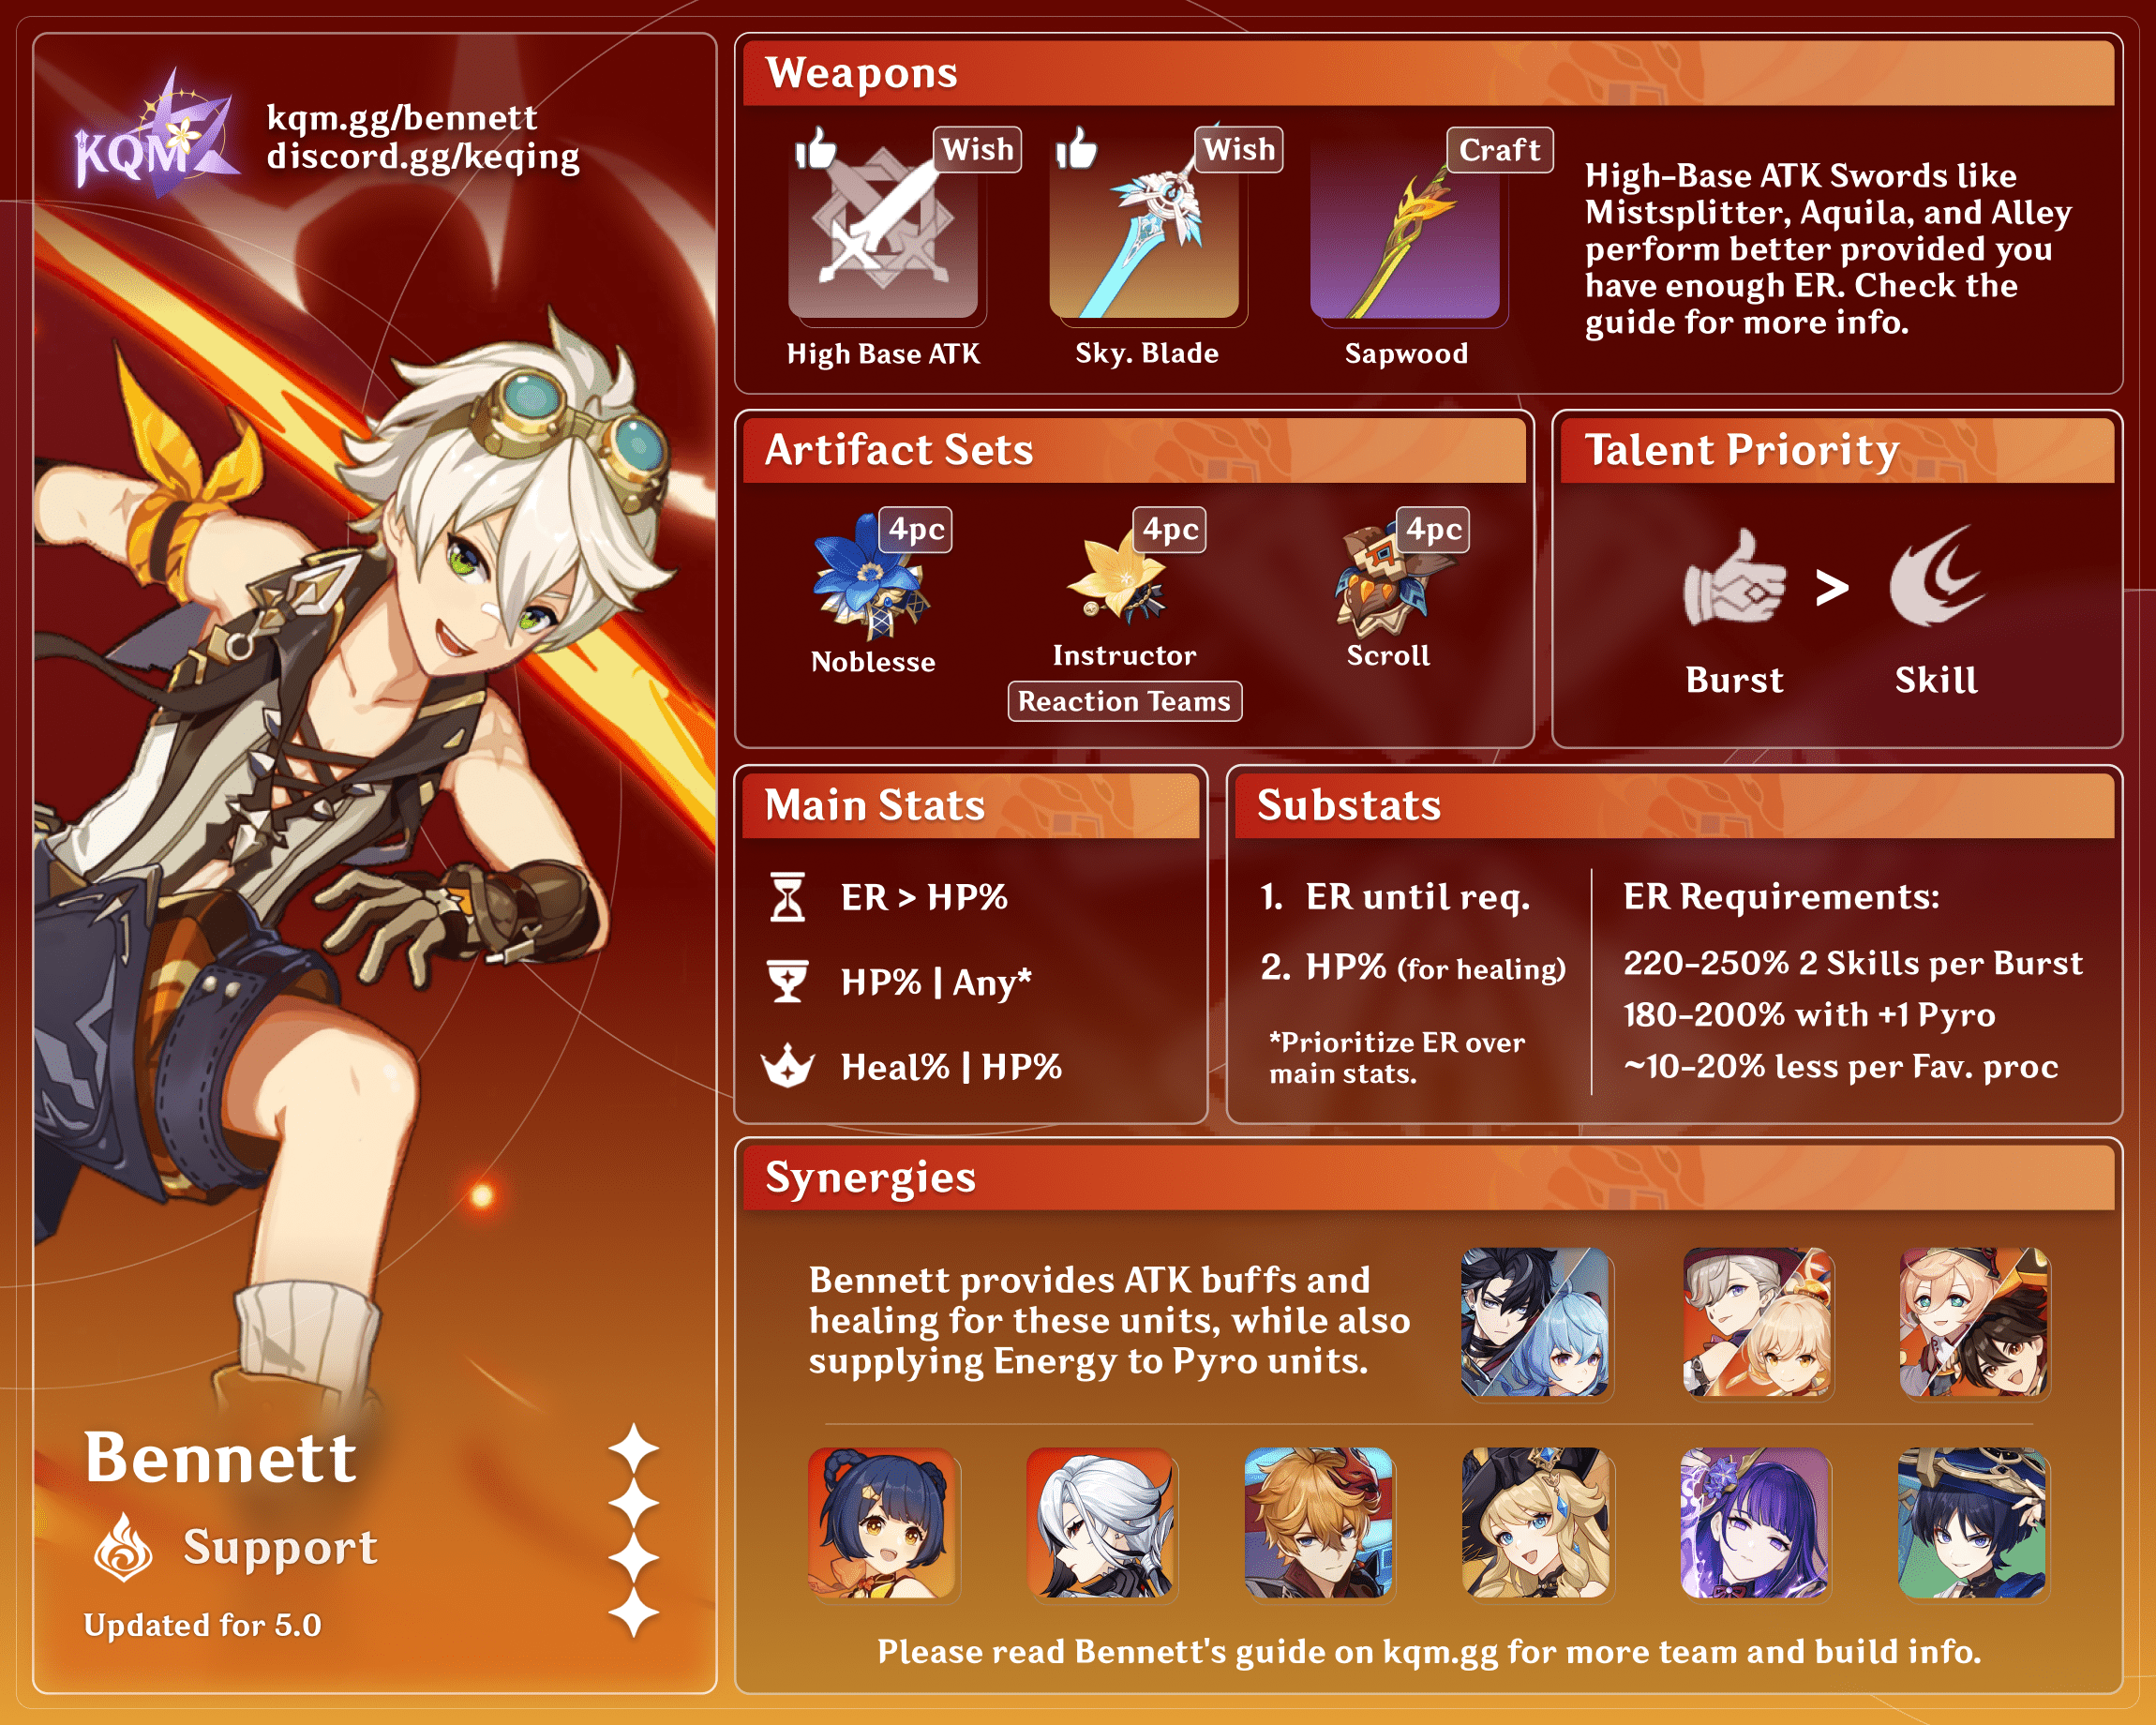 KQM
kqm.gg/bennett
discord.gg/keqing
Bennett
Support
Updated for 5.0
Weapons
Wish
High Base ATK
Wish
Sky. Blade
Craft
Sapwood
High-Base ATK Swords like
Mistsplitter, Aquila, and Alley
perform better provided you
have enough ER. Check the
guide for more info.
Artifact Sets
4pc
Noblesse
4pc
Instructor
Reaction Teams
4pc
Scroll
Talent Priority
Burst
>
Skill
Main Stats
ER > HP%
HP% | Any*
Heal% | HP%
Substats
1. ER until req.
2. HP% (for healing)
*Prioritize ER over
main stats.
ER Requirements:
220-250% 2 Skills per Burst
180-200% with +1 Pyro
~10-20% less per Fav. proc
Synergies
Bennett provides ATK buffs and
healing for these units, while also
supplying Energy to Pyro units.
Please read Bennett's guide on kqm.gg for more team and build info.